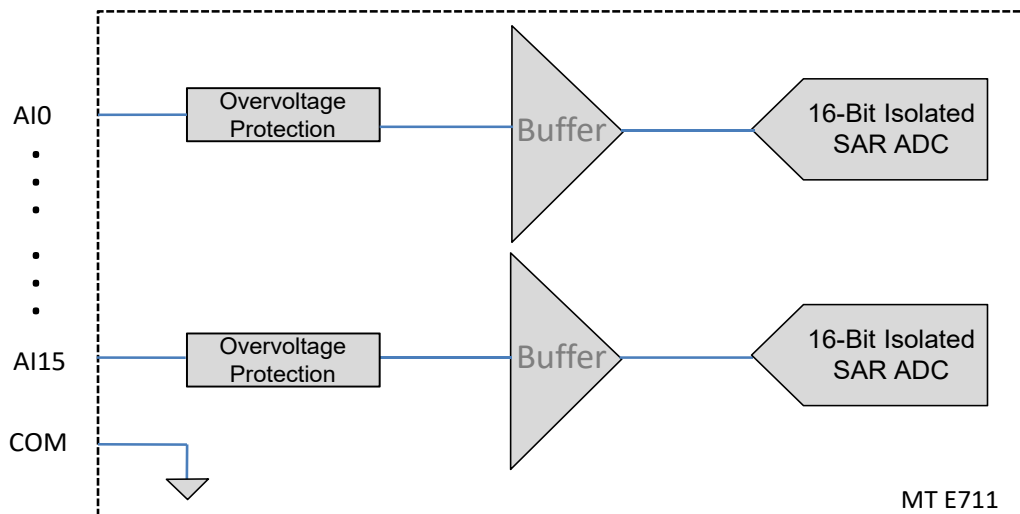 AI0
Overvoltage
Protection
Buffer
16-Bit Isolated
SAR ADC
AI15
Overvoltage
Protection
Buffer
16-Bit Isolated
SAR ADC
COM
MT E711